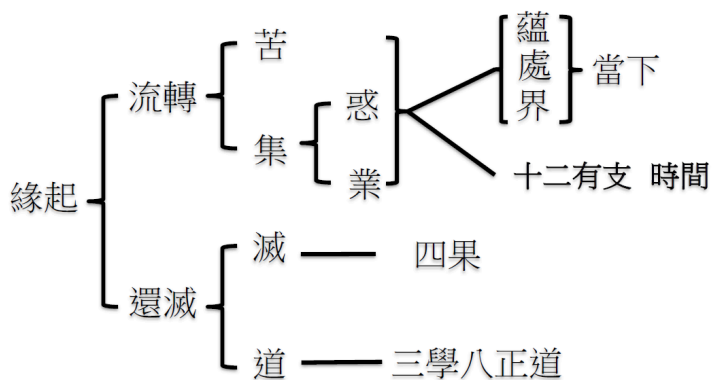 緣起
流轉
苦
集
惑
業
蘊
處
界
當下
十二有支 時間
還滅
滅
四果
道
三學八正道